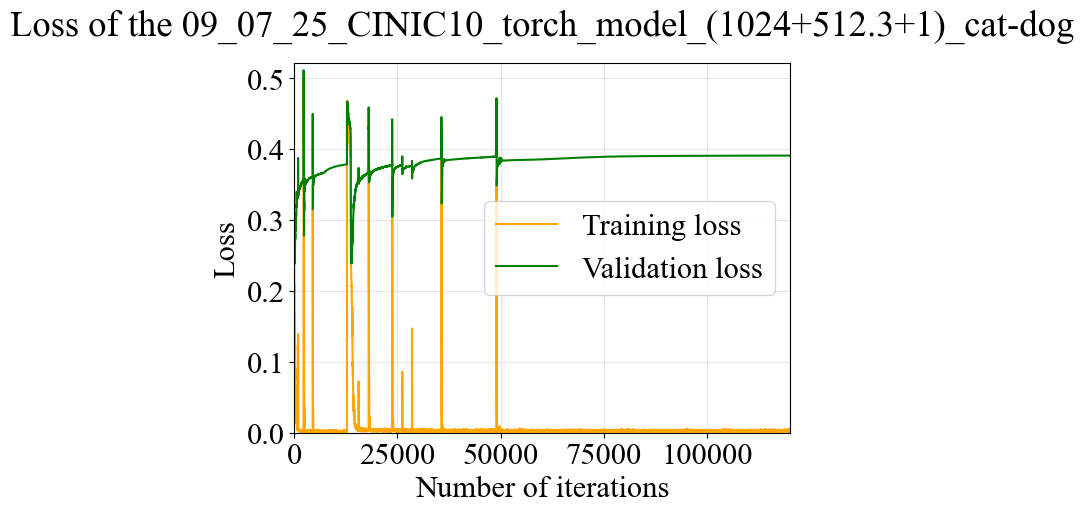 Loss of the 09_07_25_CINIC10_torch_model_(1024+512.3+1)_cat-dog
0.5
0.4
0.3
0.2
0.1
0.0
Loss
Training loss
Validation loss
0 25000 50000 75000 100000
Number of iterations